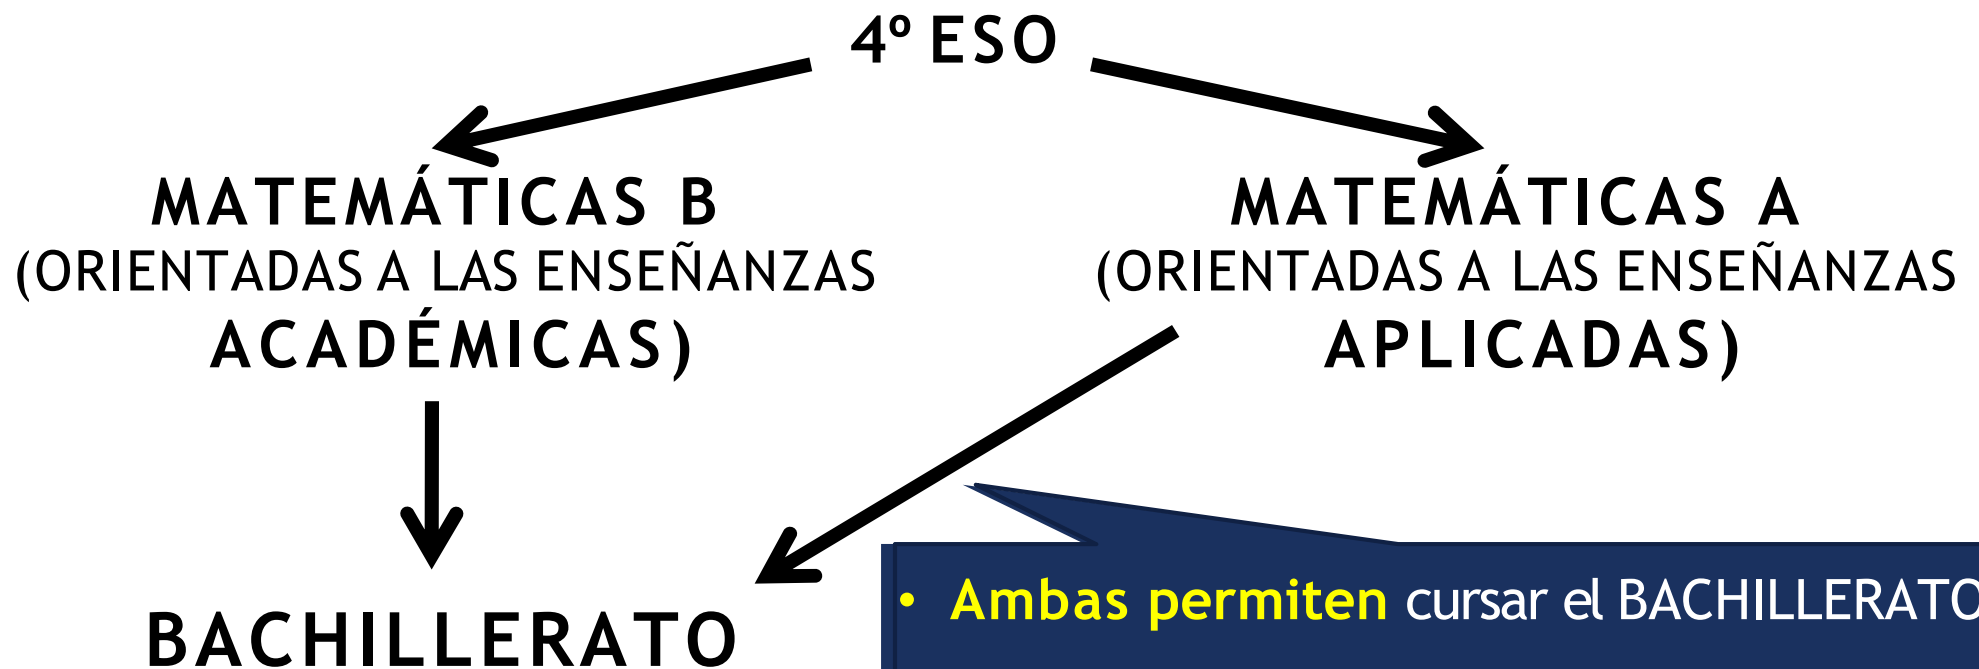 4º ESO
MATEMÁTICAS B
(ORIENTADAS A LAS ENSEÑANZAS
ACADÉMICAS)
MATEMÁTICAS A
(ORIENTADAS A LAS ENSEÑANZAS
APLICADAS)
BACHILLERATO
• Ambas permiten cursar el BACHILLERATO